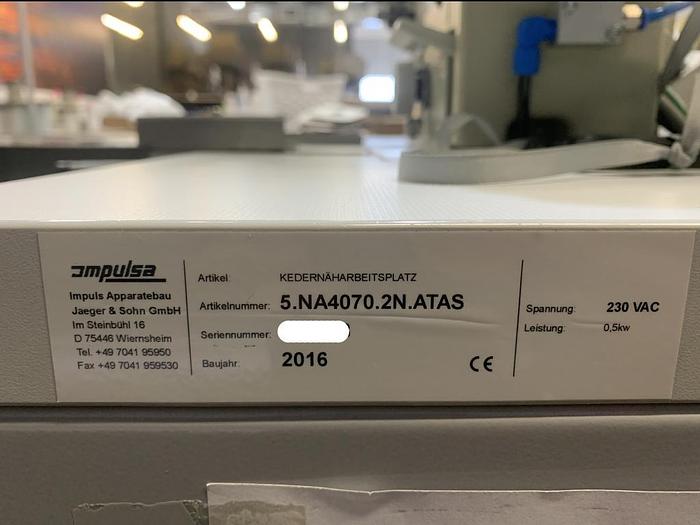 impulsa
Impuls Apparatebau
Jaeger & Sohn GmbH
Im Steinbühl 16
D 75446 Wiernsheim
Tel. +49 7041 95950
Fax +49 7041 959530
Artikel: KEDERNÄHARBEITSPLATZ
Artikelnummer: 5.NA4070.2N.ATAS
Seriennummer:
Baujahr: 2016
CE
Spannung: 230 VAC
Leistung: 0,5kw